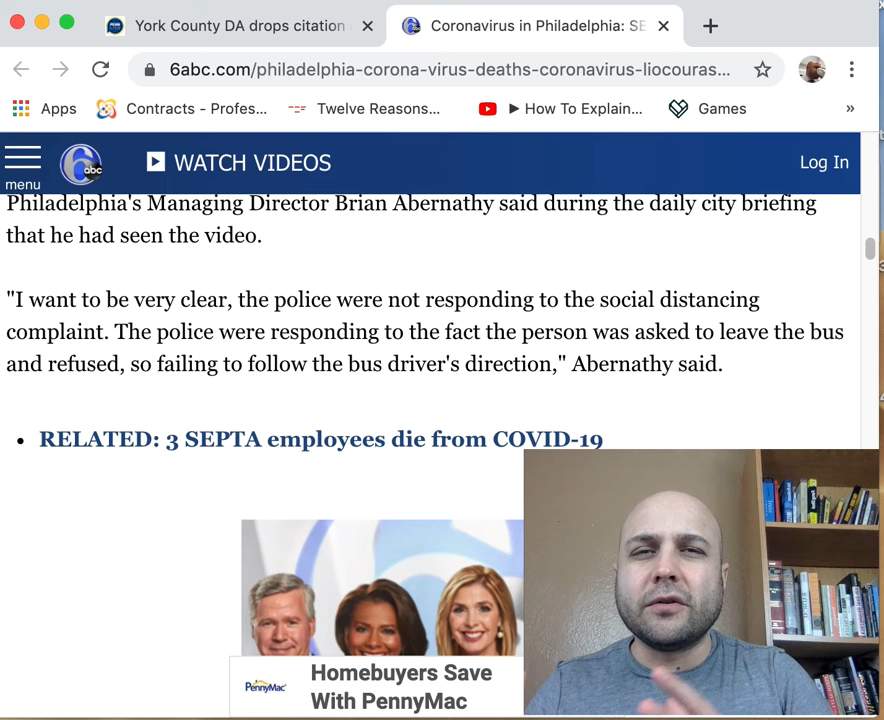 York County DA drops citation
Coronavirus in Philadelphia: SE
6abc.com/philadelphia-corona-virus-deaths-coronavirus-liocouras...
Apps
Contracts - Profes...
Twelve Reasons...
▶ How To Explain...
Games
»
menu
6abc
WATCH VIDEOS
Log In
Philadelphia's Managing Director Brian Abernathy said during the daily city briefing
that he had seen the video.
"I want to be very clear, the police were not responding to the social distancing
complaint. The police were responding to the fact the person was asked to leave the bus
and refused, so failing to follow the bus driver's direction," Abernathy said.
• RELATED: 3 SEPTA employees die from COVID-19
PennyMac
Homebuyers Save
With PennyMac